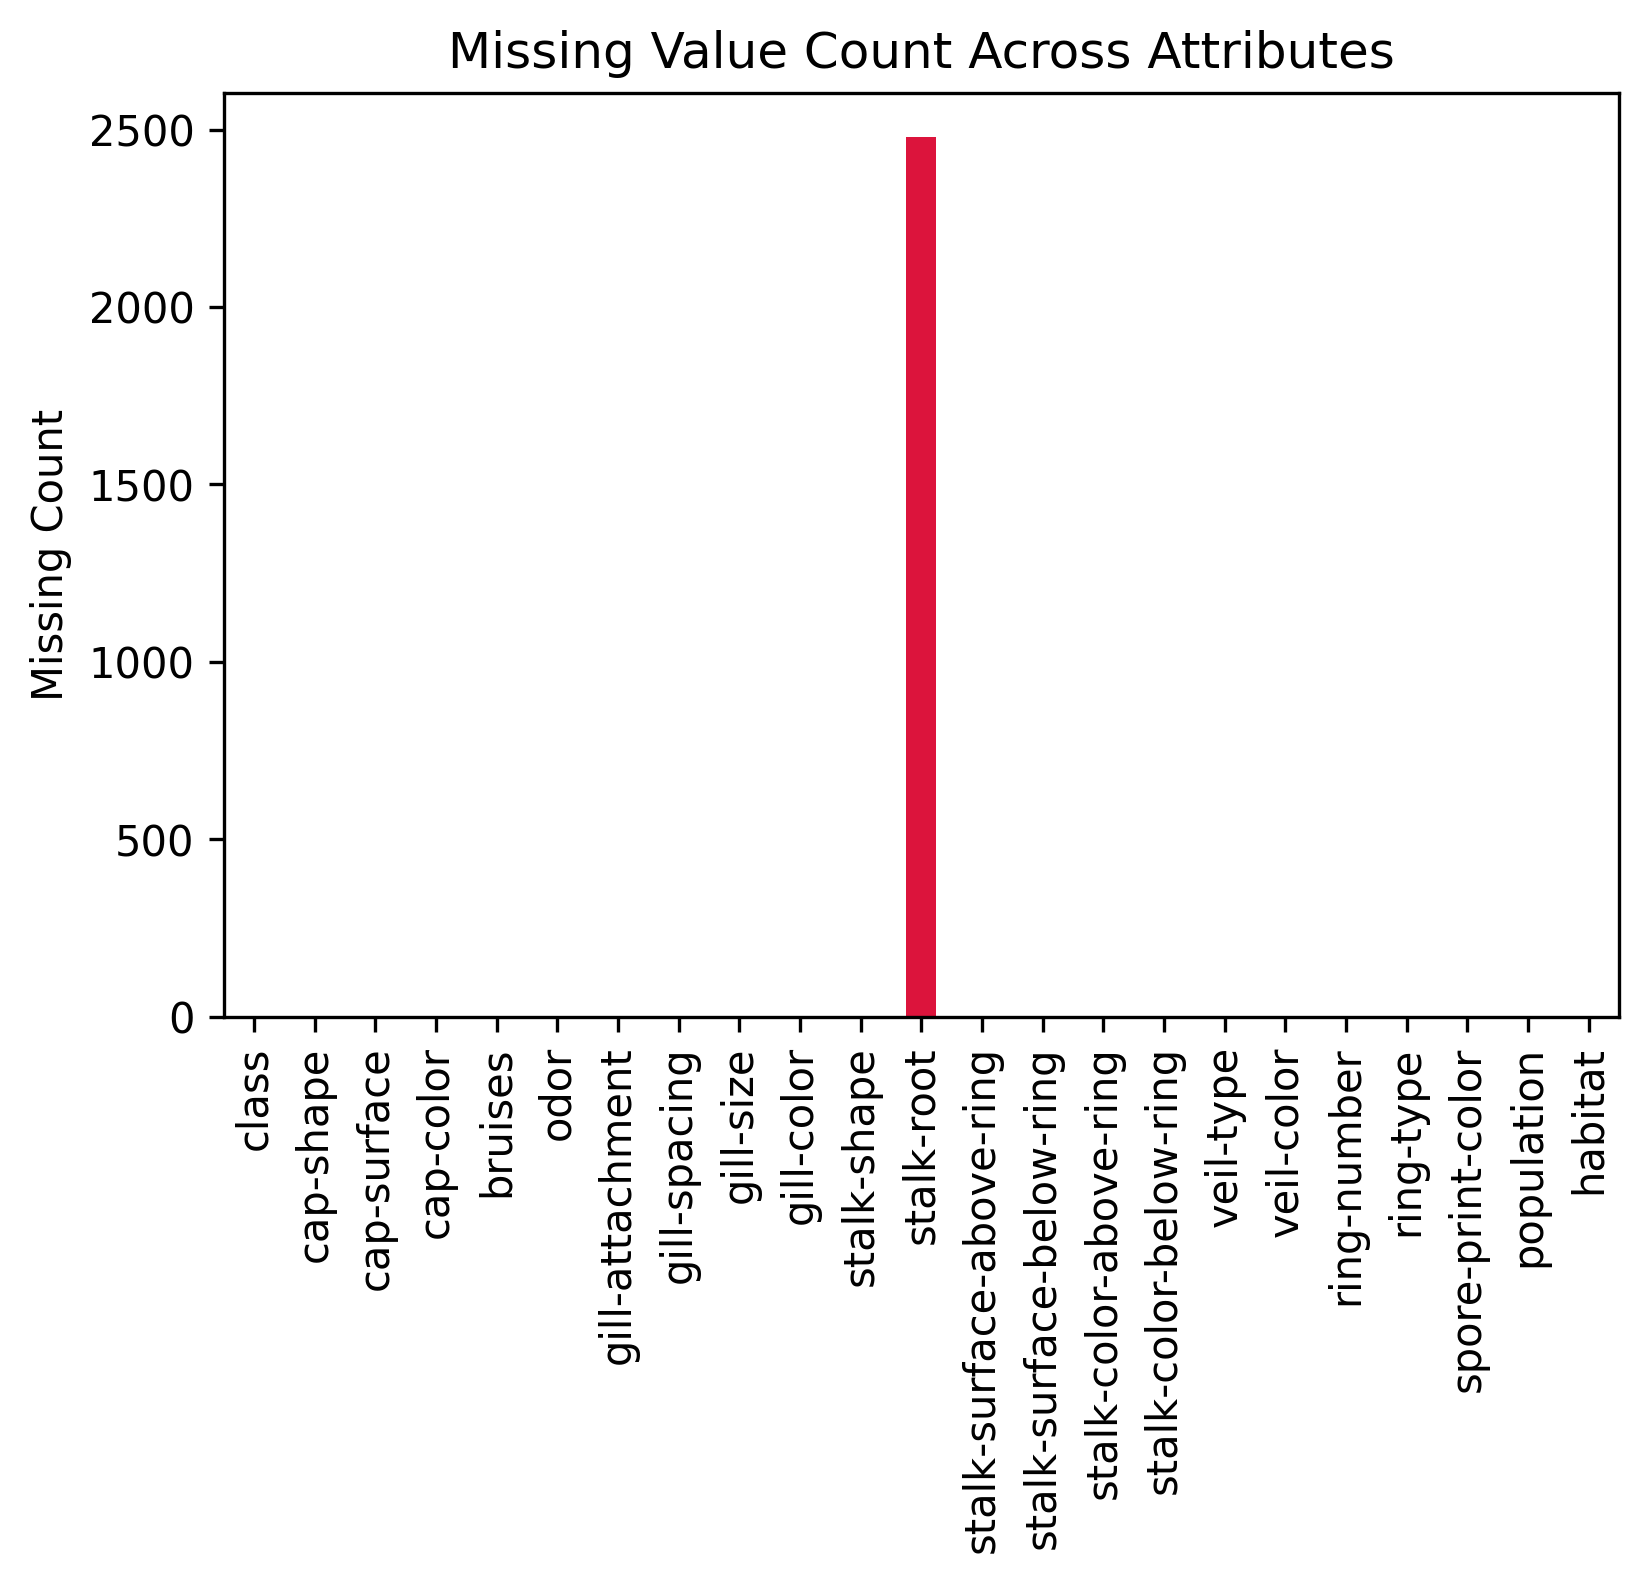 Missing Value Count Across Attributes
2500
2000
1500
1000
500
0
Missing Count
class
cap-shape
cap-surface
cap-color
bruises
odor
gill-attachment
gill-spacing
gill-size
gill-color
stalk-shape
stalk-root
stalk-surface-above-ring
stalk-surface-below-ring
stalk-color-above-ring
stalk-color-below-ring
veil-type
veil-color
ring-number
ring-type
spore-print-color
population
habitat